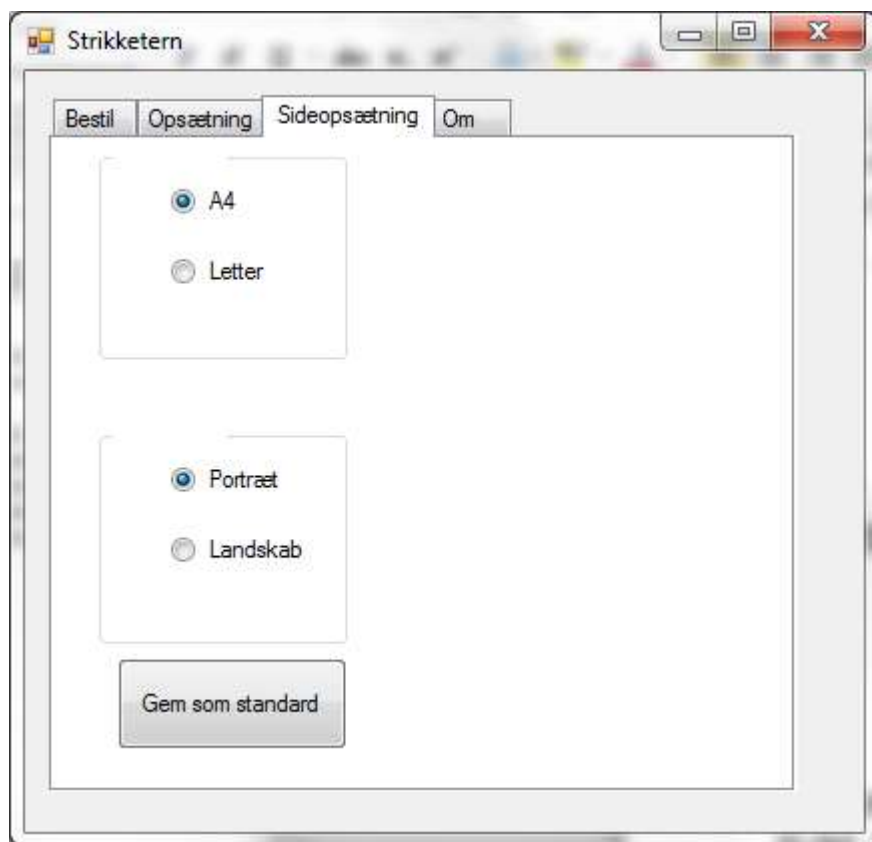 Strikketern
Bestil Opsætning Sideopsætning Om
A4
Letter
Portræt
Landskab
Gem som standard